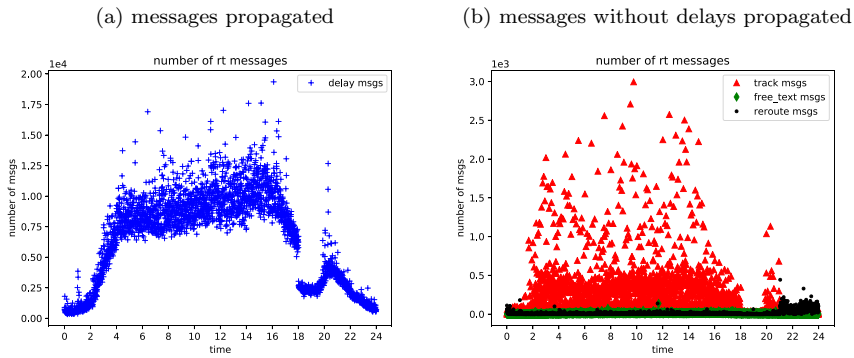 (a) messages propagated
(b) messages without delays propagated
number of rt messages
1e4
delay msgs
number of msgs
2.00
1.75
1.50
1.25
1.00
0.75
0.50
0.25
0.00
0 2 4 6 8 10 12 14 16 18 20 22 24
time
number of rt messages
1e3
track msgs
free_text msgs
reroute msgs
number of msgs
3.0
2.5
2.0
1.5
1.0
0.5
0.0
0 2 4 6 8 10 12 14 16 18 20 22 24
time